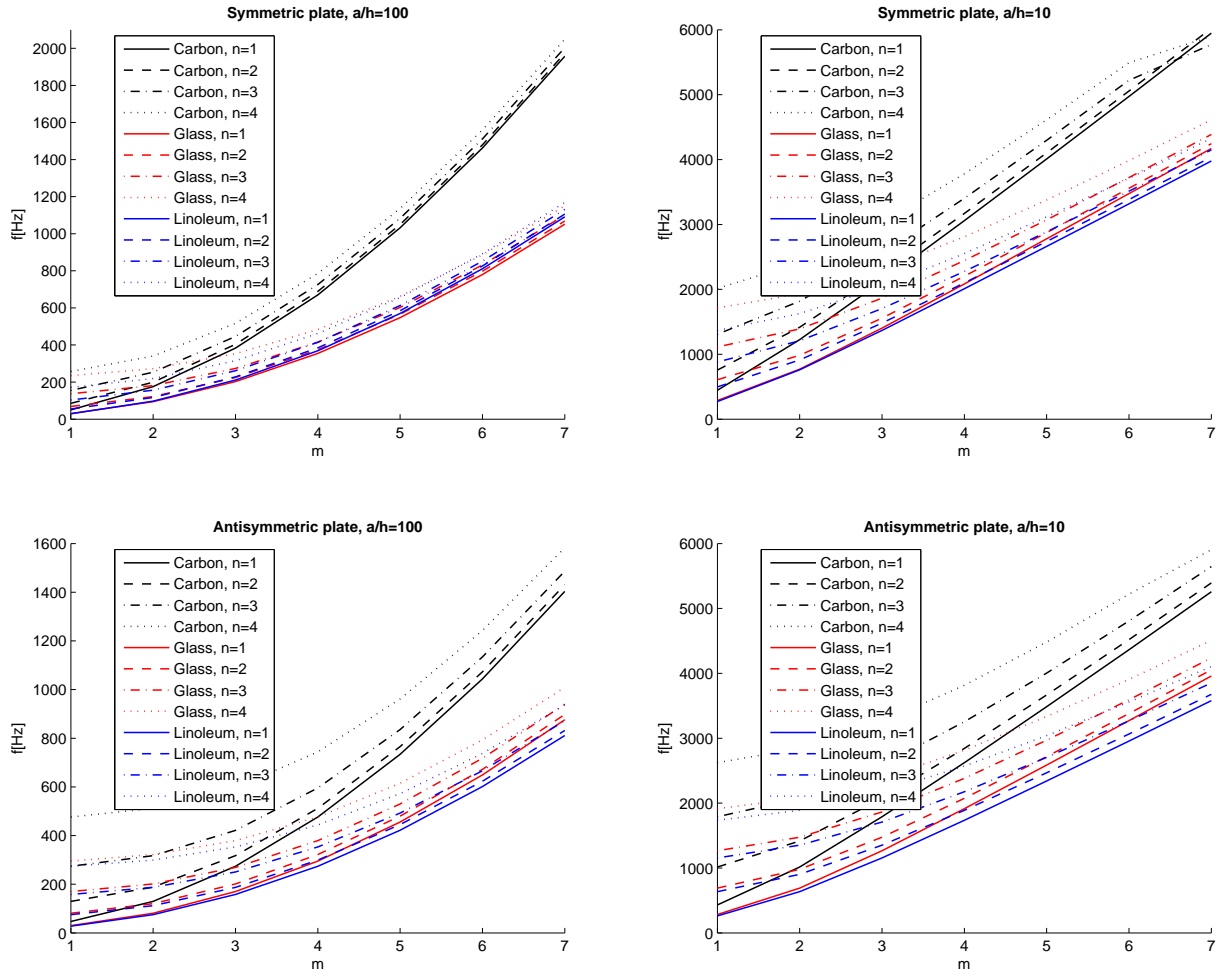 Symmetric plate, a/h=100
2000
1800
1600
1400
1200
1000
800
600
400
200
0
f[Hz]
Carbon, n=1
Carbon, n=2
Carbon, n=3
Carbon, n=4
Glass, n=1
Glass, n=2
Glass, n=3
Glass, n=4
Linoleum, n=1
Linoleum, n=2
Linoleum, n=3
Linoleum, n=4
1 2 3 4 5 6 7
m
Symmetric plate, a/h=10
6000
5000
4000
3000
2000
1000
0
f[Hz]
Carbon, n=1
Carbon, n=2
Carbon, n=3
Carbon, n=4
Glass, n=1
Glass, n=2
Glass, n=3
Glass, n=4
Linoleum, n=1
Linoleum, n=2
Linoleum, n=3
Linoleum, n=4
1 2 3 4 5 6 7
m
Antisymmetric plate, a/h=100
1600
1400
1200
1000
800
600
400
200
0
f[Hz]
Carbon, n=1
Carbon, n=2
Carbon, n=3
Carbon, n=4
Glass, n=1
Glass, n=2
Glass, n=3
Glass, n=4
Linoleum, n=1
Linoleum, n=2
Linoleum, n=3
Linoleum, n=4
1 2 3 4 5 6 7
m
Antisymmetric plate, a/h=10
6000
5000
4000
3000
2000
1000
0
f[Hz]
Carbon, n=1
Carbon, n=2
Carbon, n=3
Carbon, n=4
Glass, n=1
Glass, n=2
Glass, n=3
Glass, n=4
Linoleum, n=1
Linoleum, n=2
Linoleum, n=3
Linoleum, n=4
1 2 3 4 5 6 7
m